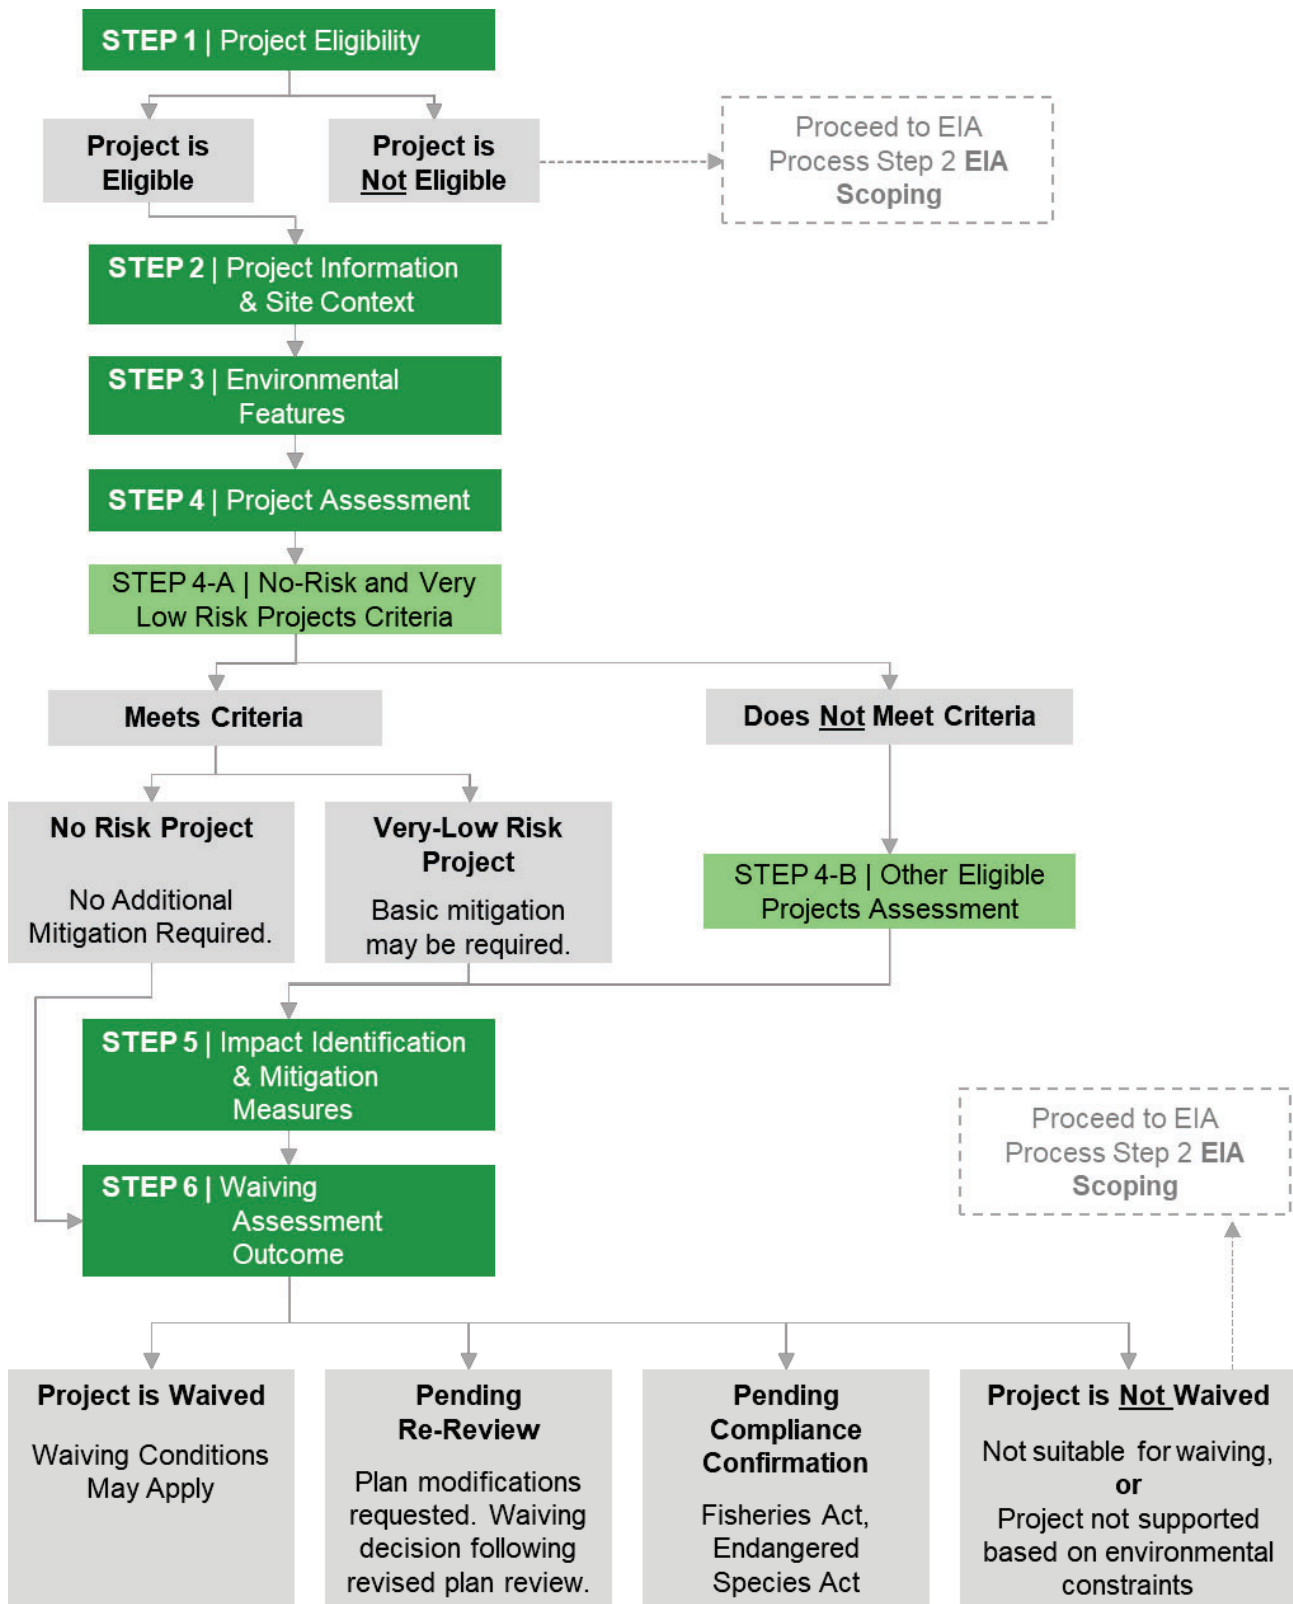 STEP 1 | Project Eligibility
Project is
Eligible
Project is
Not Eligible
Proceed to EIA
Process Step 2 EIA
Scoping
STEP 2 | Project Information
& Site Context
STEP 3 | Environmental
Features
STEP 4 | Project Assessment
STEP 4-A | No-Risk and Very
Low Risk Projects Criteria
Meets Criteria
Does Not Meet Criteria
No Risk Project
No Additional
Mitigation Required.
Very-Low Risk
Project
Basic mitigation
may be required.
STEP 4-B | Other Eligible
Projects Assessment
STEP 5 | Impact Identification
& Mitigation
Measures
Proceed to EIA
Process Step 2 EIA
Scoping
STEP 6 | Waiving
Assessment
Outcome
Project is Waived
Waiving Conditions
May Apply
Pending
Re-Review
Plan modifications
requested. Waiving
decision following
revised plan review.
Pending
Compliance
Confirmation
Fisheries Act,
Endangered
Species Act
Project is Not Waived
Not suitable for waiving,
or
Project not supported
based on environmental
constraints